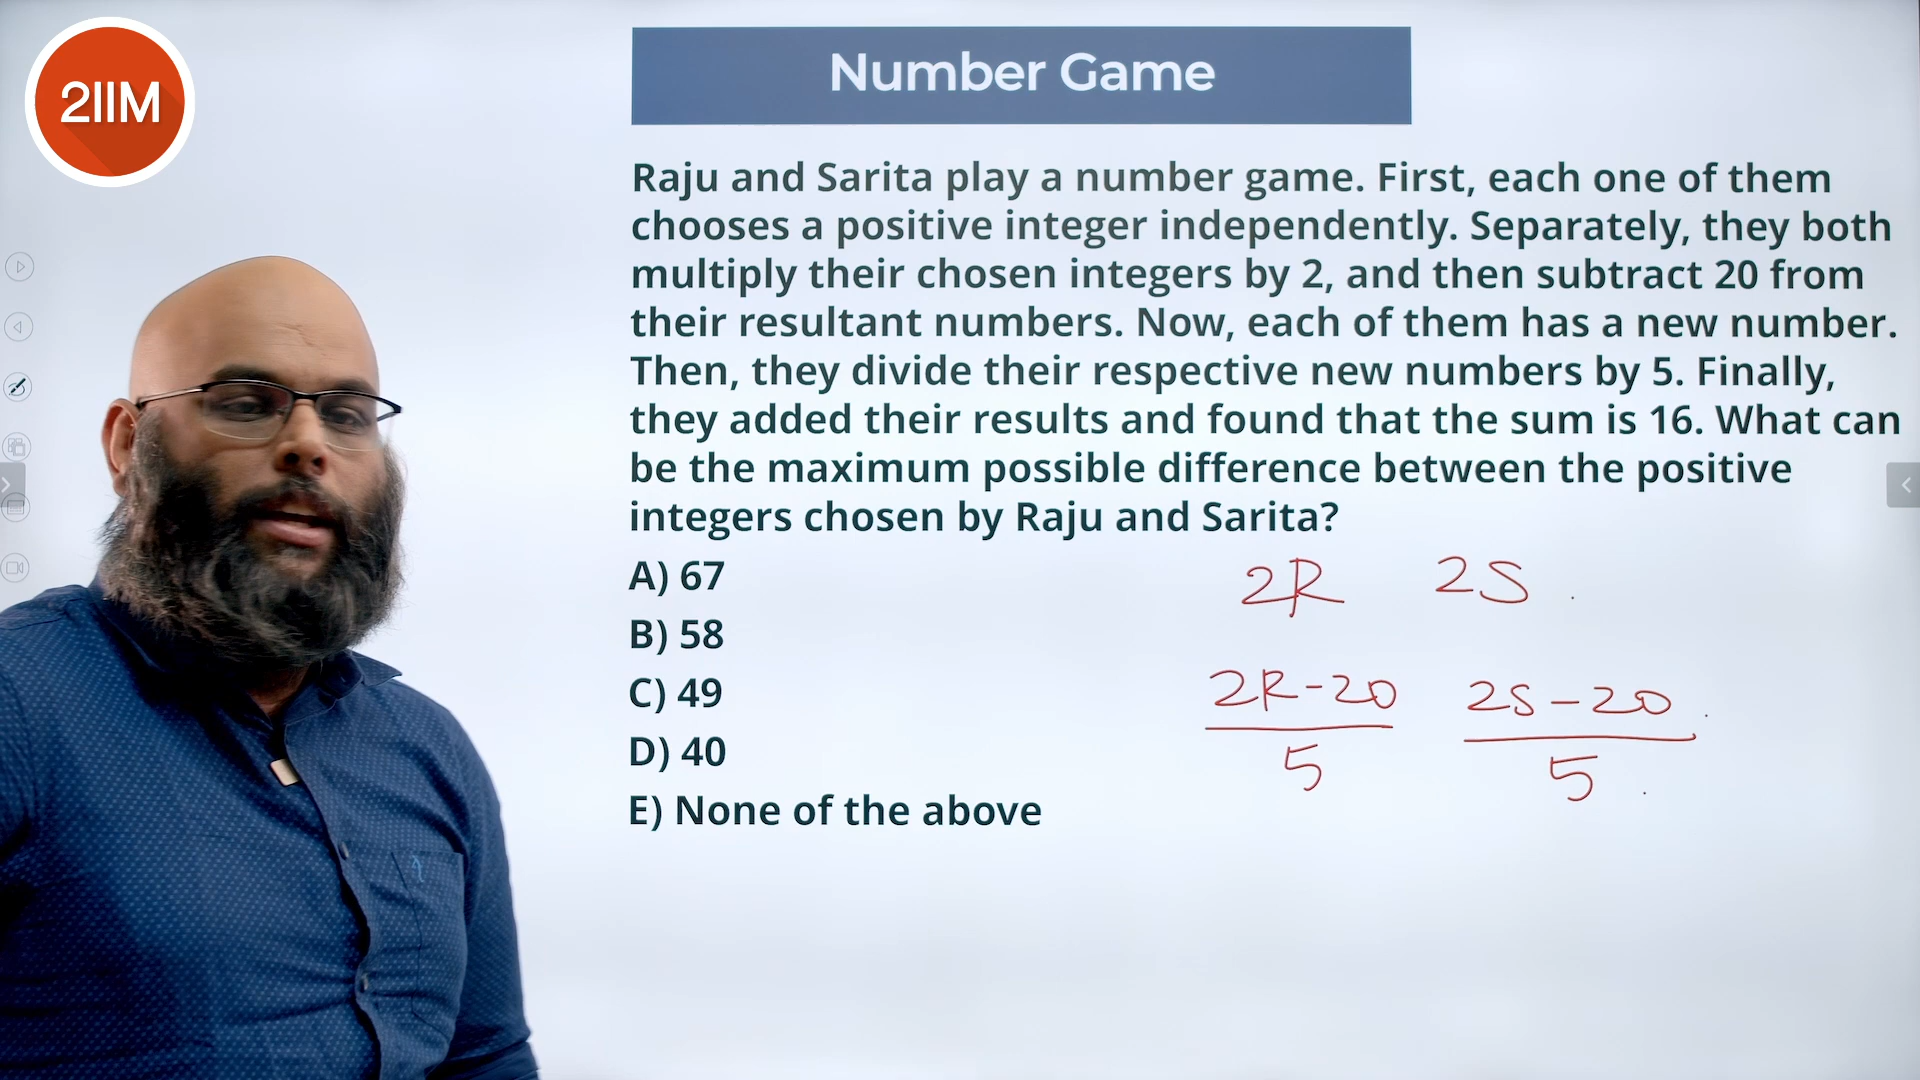 2IIM
Number Game
Raju and Sarita play a number game. First, each one of them
chooses a positive integer independently. Separately, they both
multiply their chosen integers by 2, and then subtract 20 from
their resultant numbers. Now, each of them has a new number.
Then, they divide their respective new numbers by 5. Finally,
they added their results and found that the sum is 16. What can
be the maximum possible difference between the positive
integers chosen by Raju and Sarita?
A) 67
B) 58
C) 49
D) 40
E) None of the above
2R 2S
2R-20 2S-20
5 5